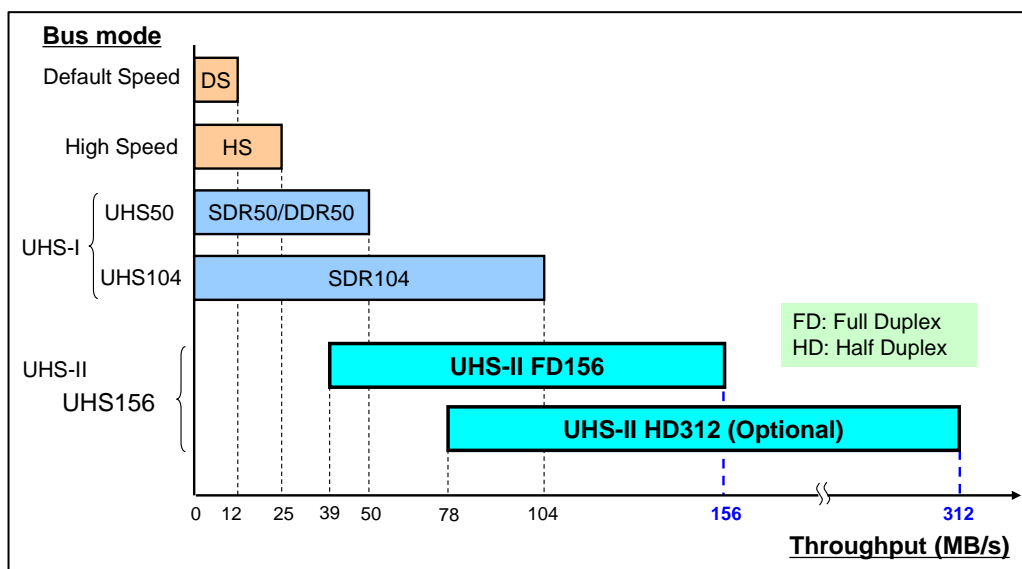 Bus mode
Default Speed
DS
High Speed
HS
UHS-I
UHS50
SDR50/DDR50
UHS104
SDR104
FD: Full Duplex
HD: Half Duplex
UHS-II
UHS156
UHS-II FD156
UHS-II HD312 (Optional)
0 12 25 39 50 78 104 156 312
Throughput (MB/s)